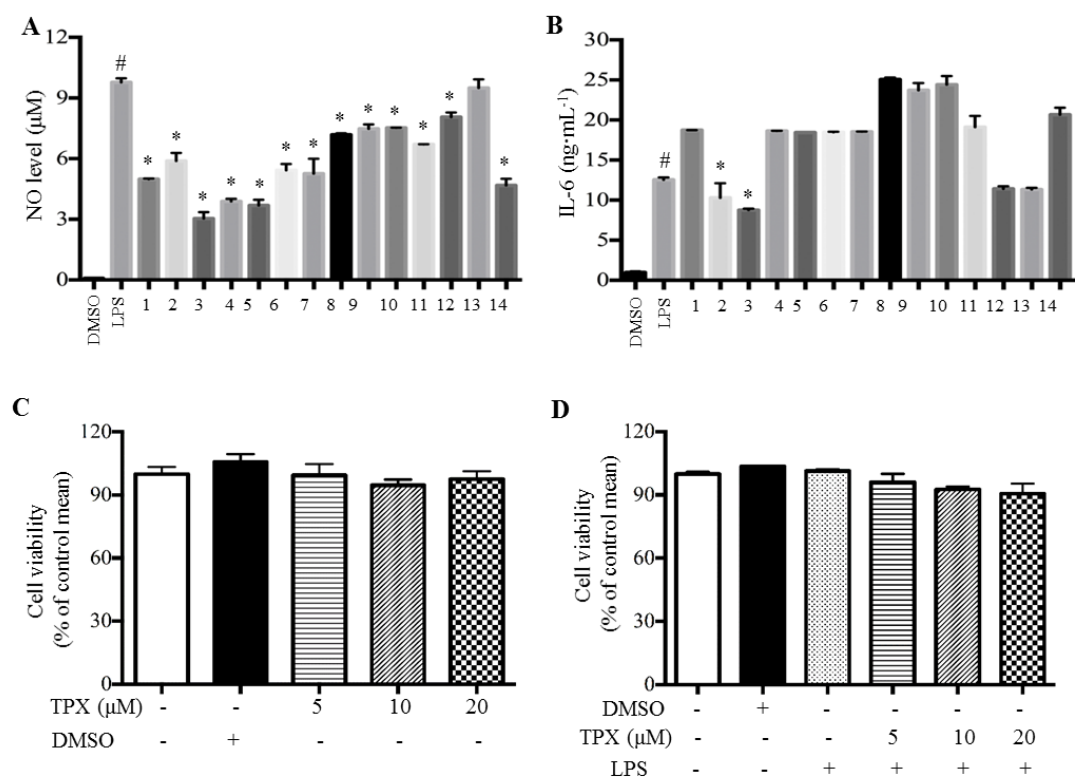 A
NO level (μM)
12
9
6
3
0
#
*
*
*
*
*
*
*
*
*
*
*
*
*
DMSO LPS 1 2 3 4 5 6 7 8 9 10 11 12 13 14
B
IL-6 (ng·mL-1)
30
25
20
15
10
5
0
#
*
*
DMSO LPS 1 2 3 4 5 6 7 8 9 10 11 12 13 14
C
Cell viability
(% of control mean)
120
90
60
30
0
TPX (μM) - - 5 10 20
DMSO - + - - -
D
Cell viability
(% of control mean)
120
90
60
30
0
DMSO - + - - - -
TPX (μM) - - - 5 10 20
LPS - - + + + +